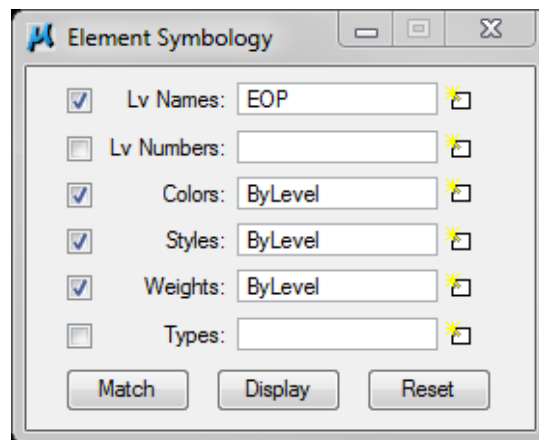 Element Symbology
Lv Names: EOP
Lv Numbers:
Colors: ByLevel
Styles: ByLevel
Weights: ByLevel
Types:
Match Display Reset